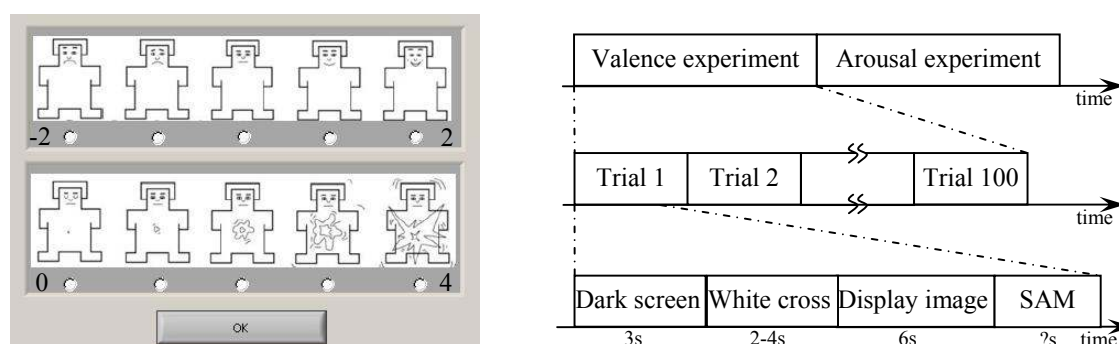 -2 2
0 4
OK
Valence experiment Arousal experiment
time
Trial 1 Trial 2 Trial 100
time
Dark screen White cross Display image SAM
3s 2-4s 6s ?s time